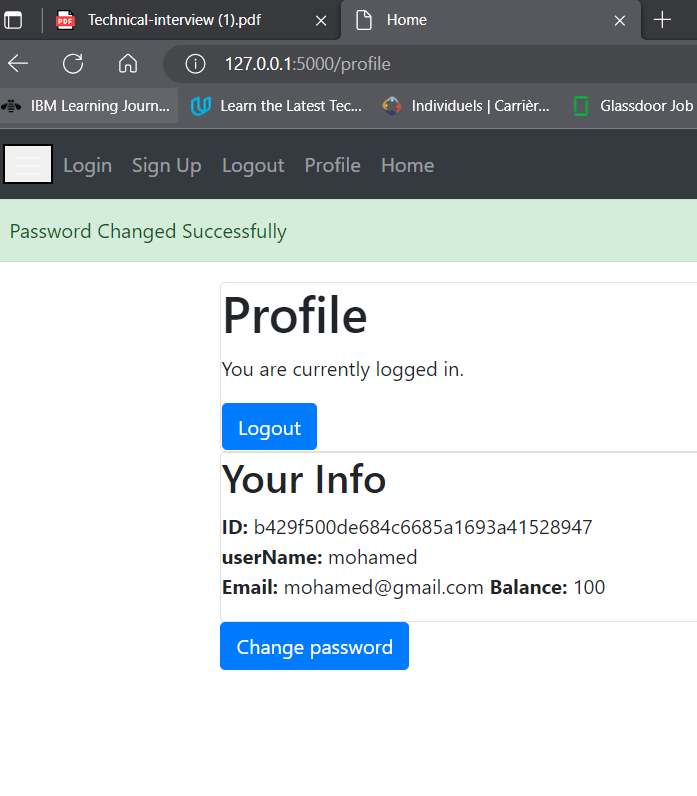 Technical-interview (1).pdf
Home
127.0.0.1:5000/profile
IBM Learning Journ... Learn the Latest Tec... Individuels | Carrièr... Glassdoor Job
Login Sign Up Logout Profile Home
Password Changed Successfully
Profile
You are currently logged in.
Logout
Your Info
ID: b429f500de684c6685a1693a41528947
userName: mohamed
Email: mohamed@gmail.com Balance: 100
Change password